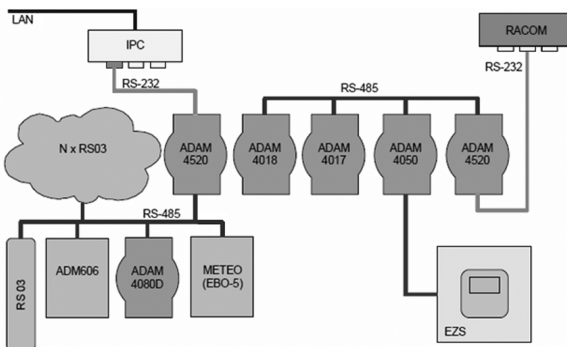 LAN
IPC
RACOM
RS-232
RS-232
RS-485
N x RS03
ADAM
4520
ADAM
4018
ADAM
4017
ADAM
4050
ADAM
4520
RS-485
RS 03
ADM606
ADAM
4080D
METEO
(EBO-5)
EZS